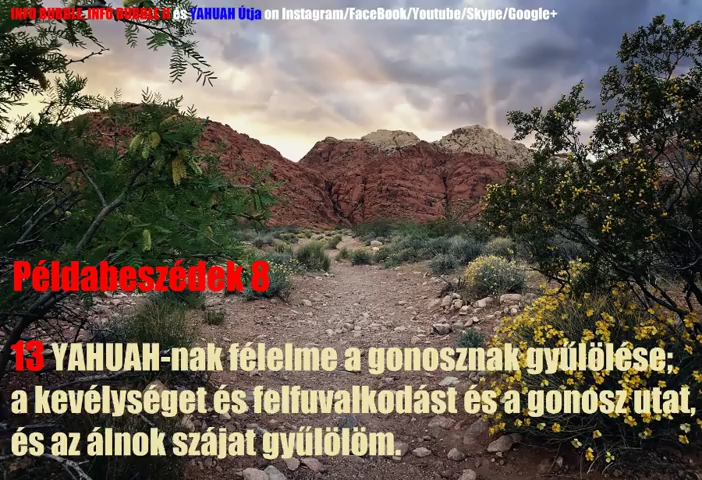 INFO BUBBLE, INFO BUBBLE II és YAHUAH Útja on Instagram/FaceBook/Youtube/Skype/Google+
Példabeszédek 8
13 YAHUAH-nak félelme a gonosznak gyűlölése;
a kevélységet és felfuvalkodást és a gonosz utat,
és az álnok szájat gyűlölöm.